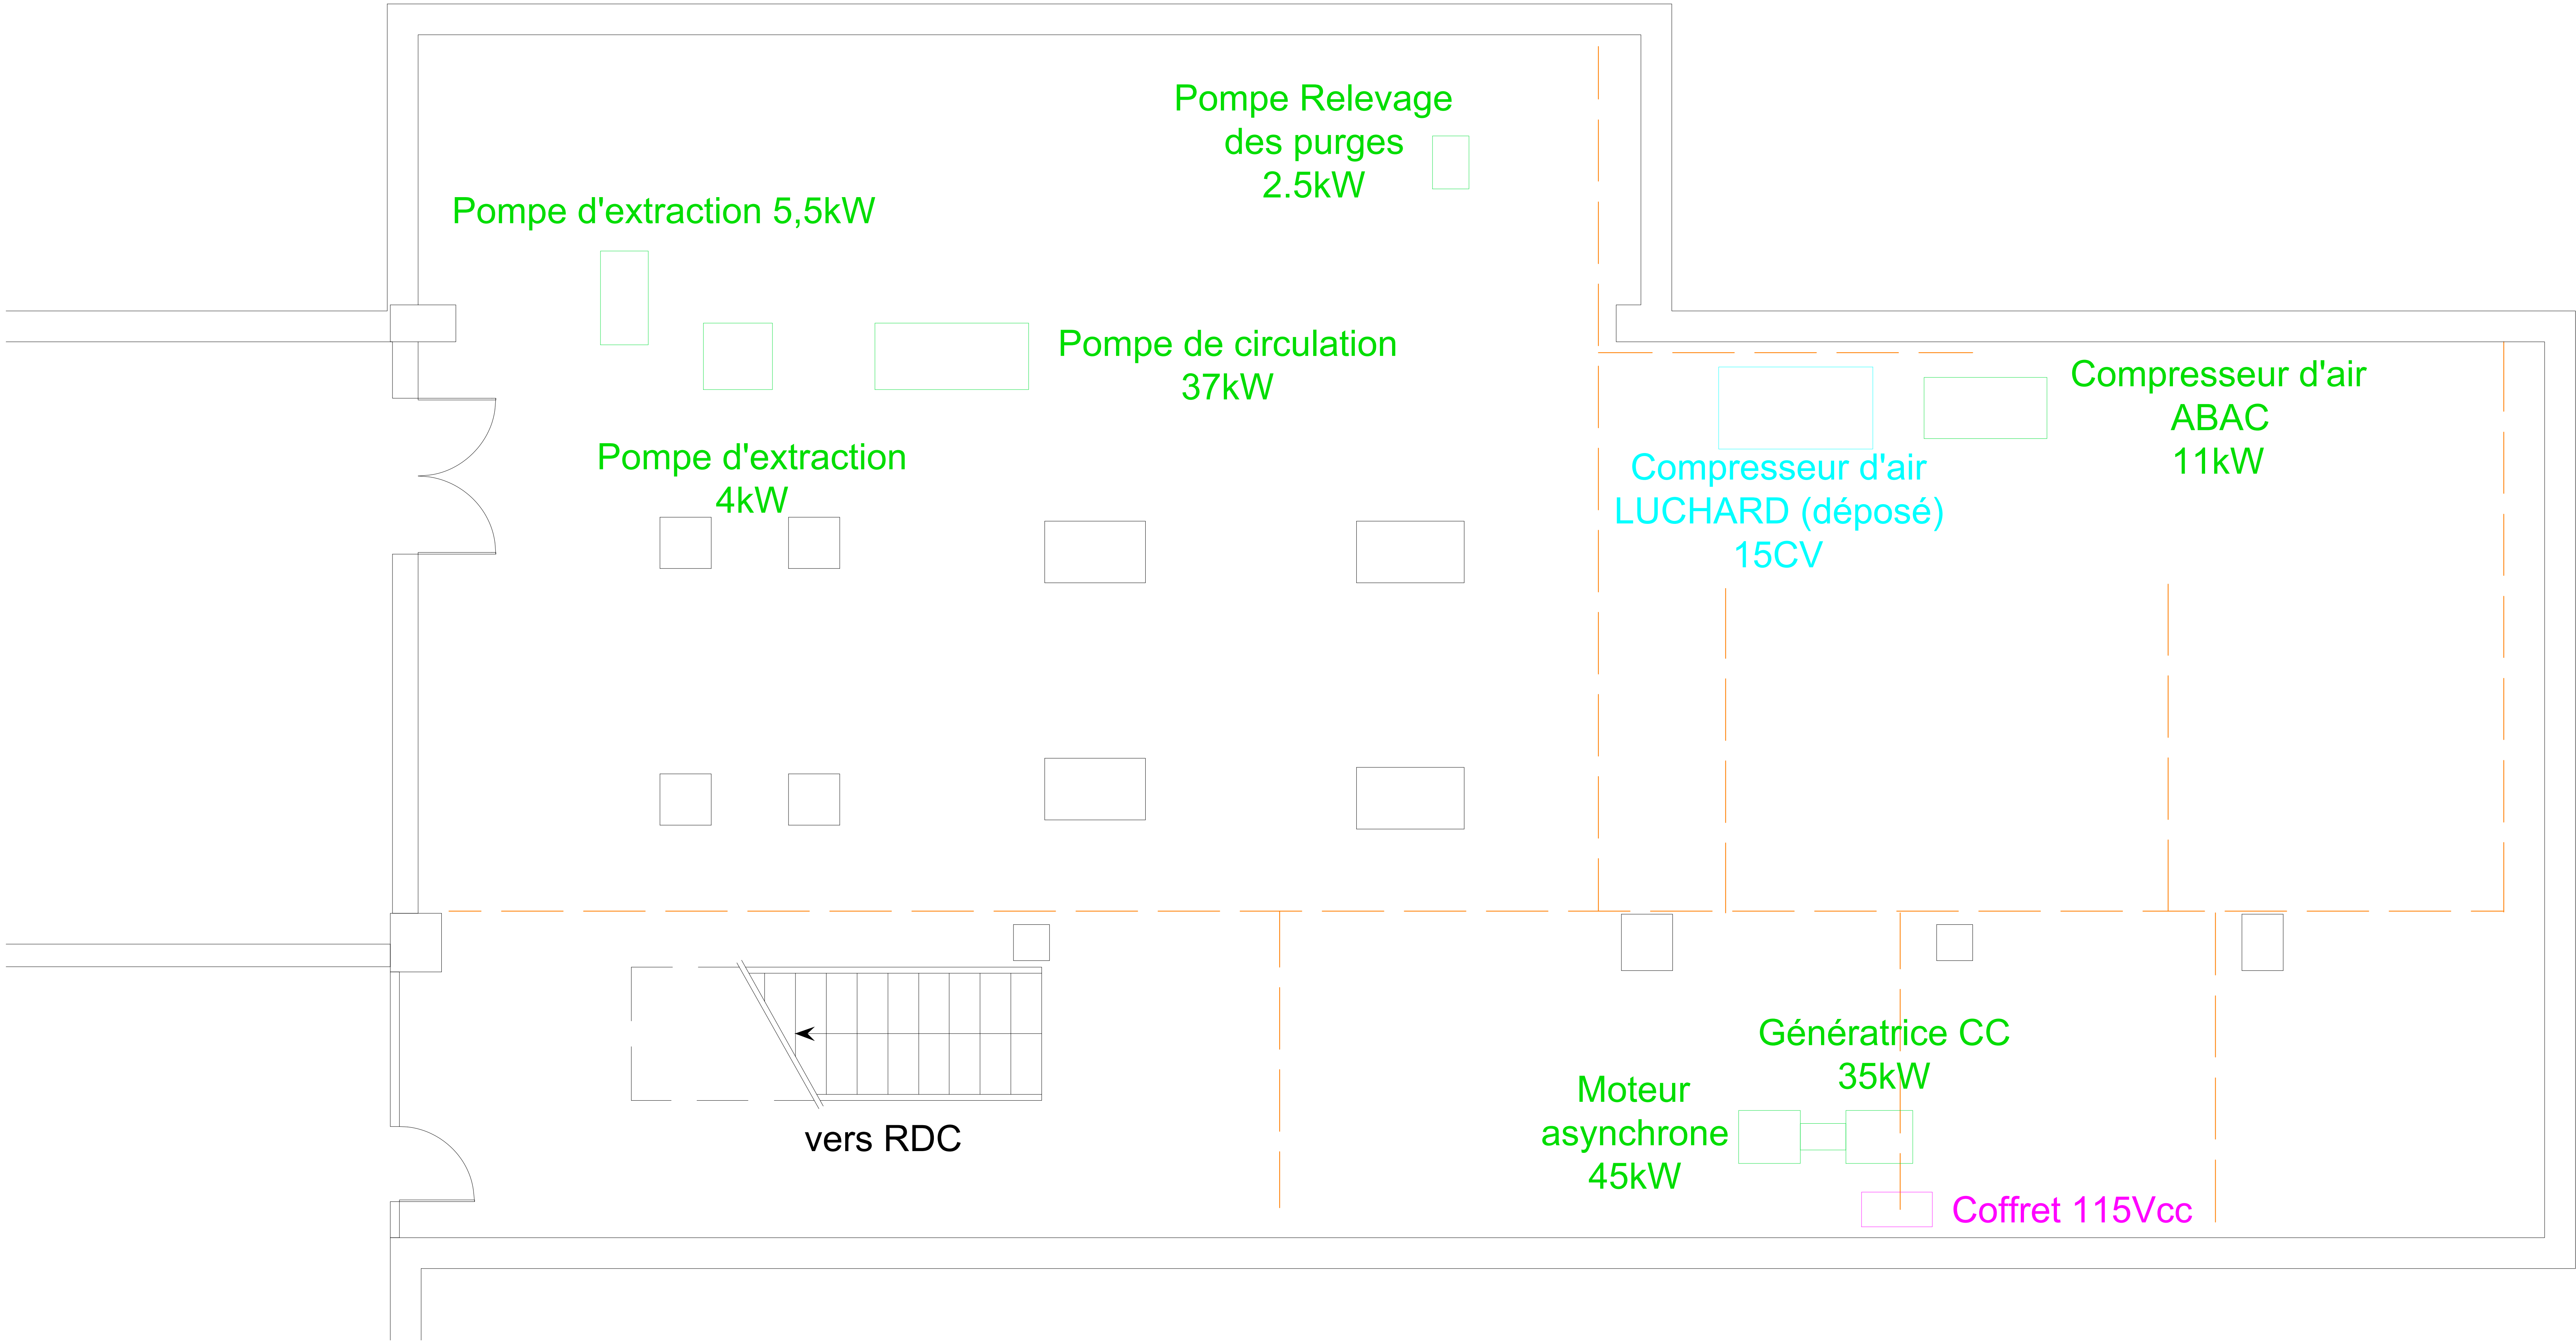 Pompe Relevage
des purges
2.5kW
Pompe d'extraction 5,5kW
Pompe de circulation
37kW
Compresseur d'air
ABAC
11kW
Pompe d'extraction
4kW
Compresseur d'air
LUCHARD (déposé)
15CV
Génératrice CC
35kW
Moteur
asynchrone
45kW
vers RDC
Coffret 115Vcc